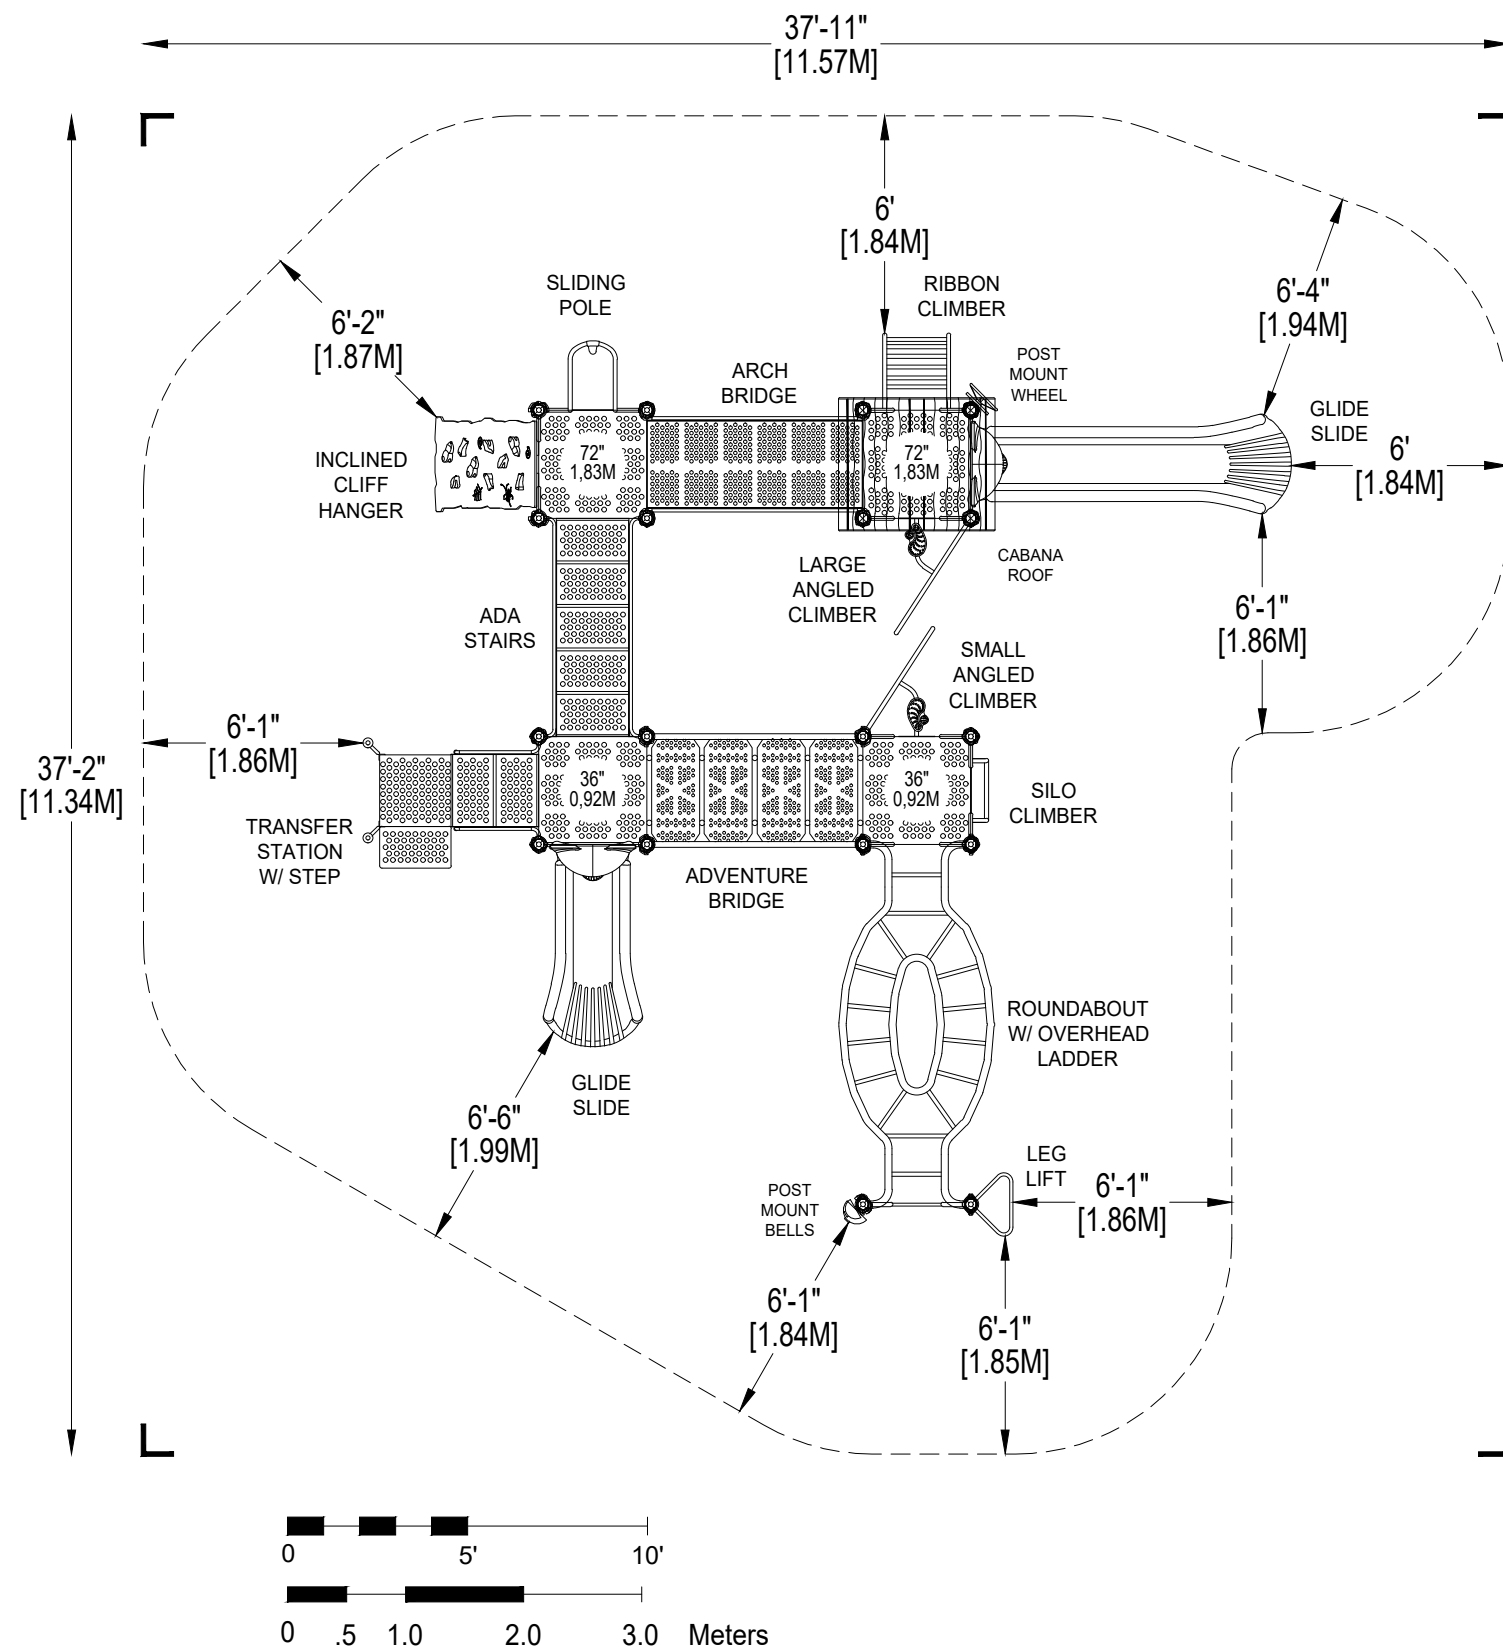 37'-11"
[11.57M]
6'
[1.84M]
SLIDING
POLE
RIBBON
CLIMBER
6'-4"
[1.94M]
6'-2"
[1.87M]
ARCH
BRIDGE
POST
MOUNT
WHEEL
GLIDE
SLIDE
INCLINED
CLIFF
HANGER
72"
1,83M
72"
1,83M
6'
[1.84M]
LARGE
ANGLED
CLIMBER
CABANA
ROOF
ADA
STAIRS
6'-1"
[1.86M]
SMALL
ANGLED
CLIMBER
6'-1"
[1.86M]
37'-2"
[11.34M]
36"
0,92M
36"
0,92M
SILO
CLIMBER
TRANSFER
STATION
W/ STEP
ADVENTURE
BRIDGE
ROUNDABOUT
W/ OVERHEAD
LADDER
GLIDE
SLIDE
6'-6"
[1.99M]
LEG
LIFT
POST
MOUNT
BELLS
6'-1"
[1.86M]
6'-1"
[1.84M]
6'-1"
[1.85M]
0 5' 10'
0 .5 1.0 2.0 3.0 Meters